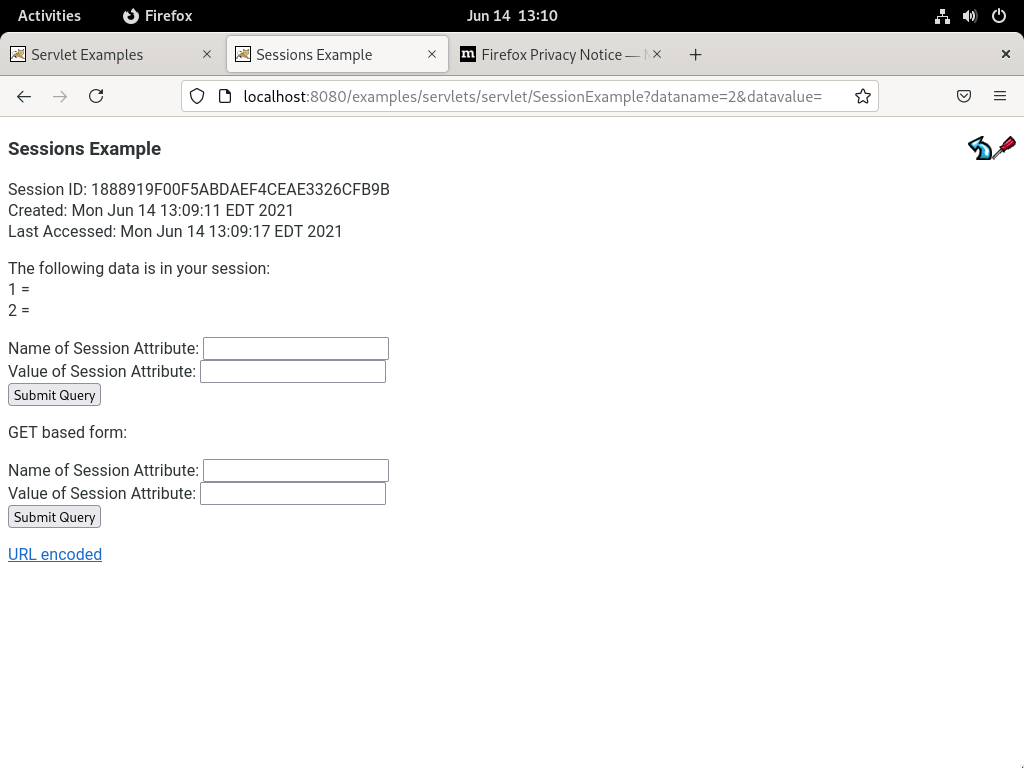 Activities
Firefox
Jun 14 13:10
Servlet Examples
Sessions Example
m Firefox Privacy Notice —
localhost:8080/examples/servlets/servlet/SessionExample?dataname=2&datavalue=
Sessions Example
Session ID: 1888919F00F5ABDAEF4CEAE3326CFB9B
Created: Mon Jun 14 13:09:11 EDT 2021
Last Accessed: Mon Jun 14 13:09:17 EDT 2021
The following data is in your session:
1 =
2 =
Name of Session Attribute:
Value of Session Attribute:
Submit Query
GET based form:
Name of Session Attribute:
Value of Session Attribute:
Submit Query
URL encoded